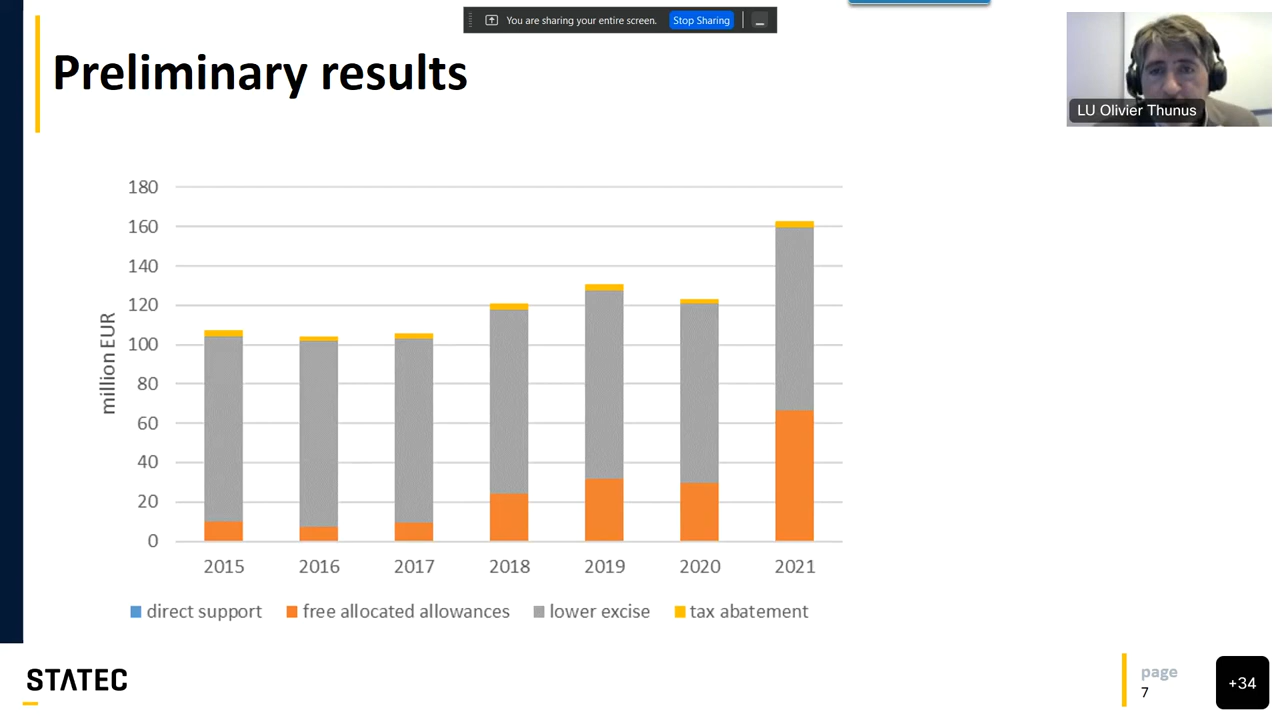 You are sharing your entire screen. Stop Sharing
Preliminary results
LU Olivier Thunus
180
160
140
120
100
80
60
40
20
0
million EUR
2015 2016 2017 2018 2019 2020 2021
direct support free allocated allowances lower excise tax abatement
STATEC
page
7
+34